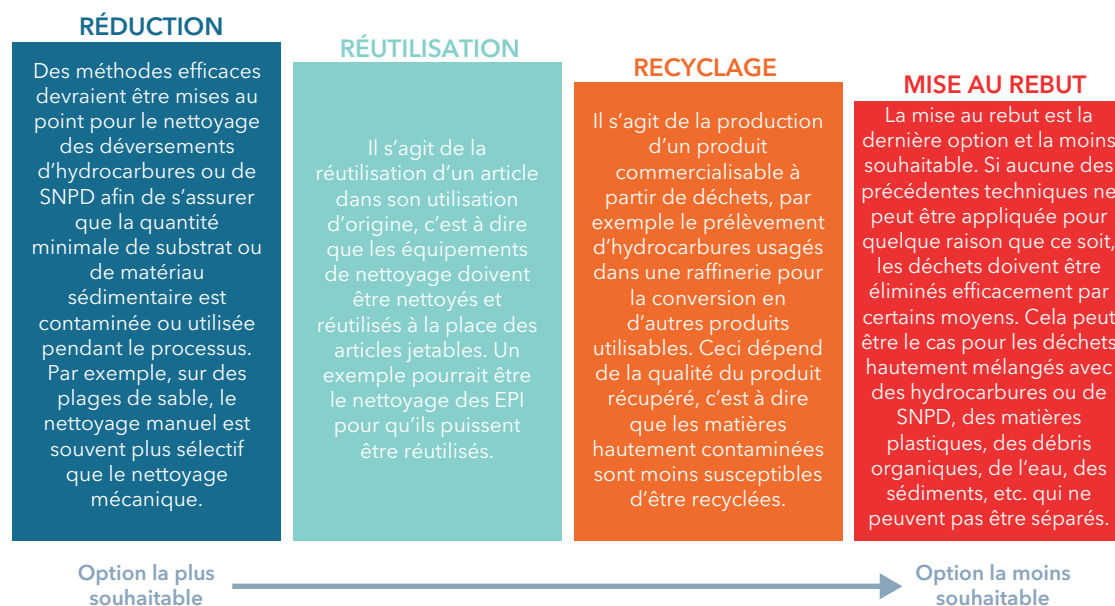 RÉDUCTION
Des méthodes efficaces
devraient être mises au
point pour le nettoyage
des déversements
d'hydrocarbures ou de
SNPD afin de s'assurer
que la quantité
minimale de substrat ou
de matériau
sédimentaire est
contaminée ou utilisée
pendant le processus.
Par exemple, sur des
plages de sable, le
nettoyage manuel est
souvent plus sélectif
que le nettoyage
mécanique.
RÉUTILISATION
Il s'agit de la
réutilisation d'un article
dans son utilisation
d'origine, c'est à dire
que les équipements
de nettoyage doivent
être nettoyés et
réutilisés à la place des
articles jetables. Un
exemple pourrait être
le nettoyage des EPI
pour qu'ils puissent
être réutilisés.
RECYCLAGE
Il s'agit de la production
d'un produit
commercialisable à
partir de déchets, par
exemple le prélèvement
d'hydrocarbures usagés
dans une raffinerie pour
la conversion en
d'autres produits
utilisables. Ceci dépend
de la qualité du produit
récupéré, c'est à dire
que les matières
hautement contaminées
sont moins susceptibles
d'être recyclées.
MISE AU REBUT
La mise au rebut est la
dernière option et la moins
souhaitable. Si aucune des
précédentes techniques ne
peut être appliquée pour
quelque raison que ce soit,
les déchets doivent être
éliminés efficacement par
certains moyens. Cela peut
être le cas pour les déchets
hautement mélangés avec
des hydrocarbures ou de
SNPD, des matières
plastiques, des débris
organiques, de l'eau, des
sédiments, etc. qui ne
peuvent pas être séparés.
Option la plus
souhaitable
Option la moins
souhaitable